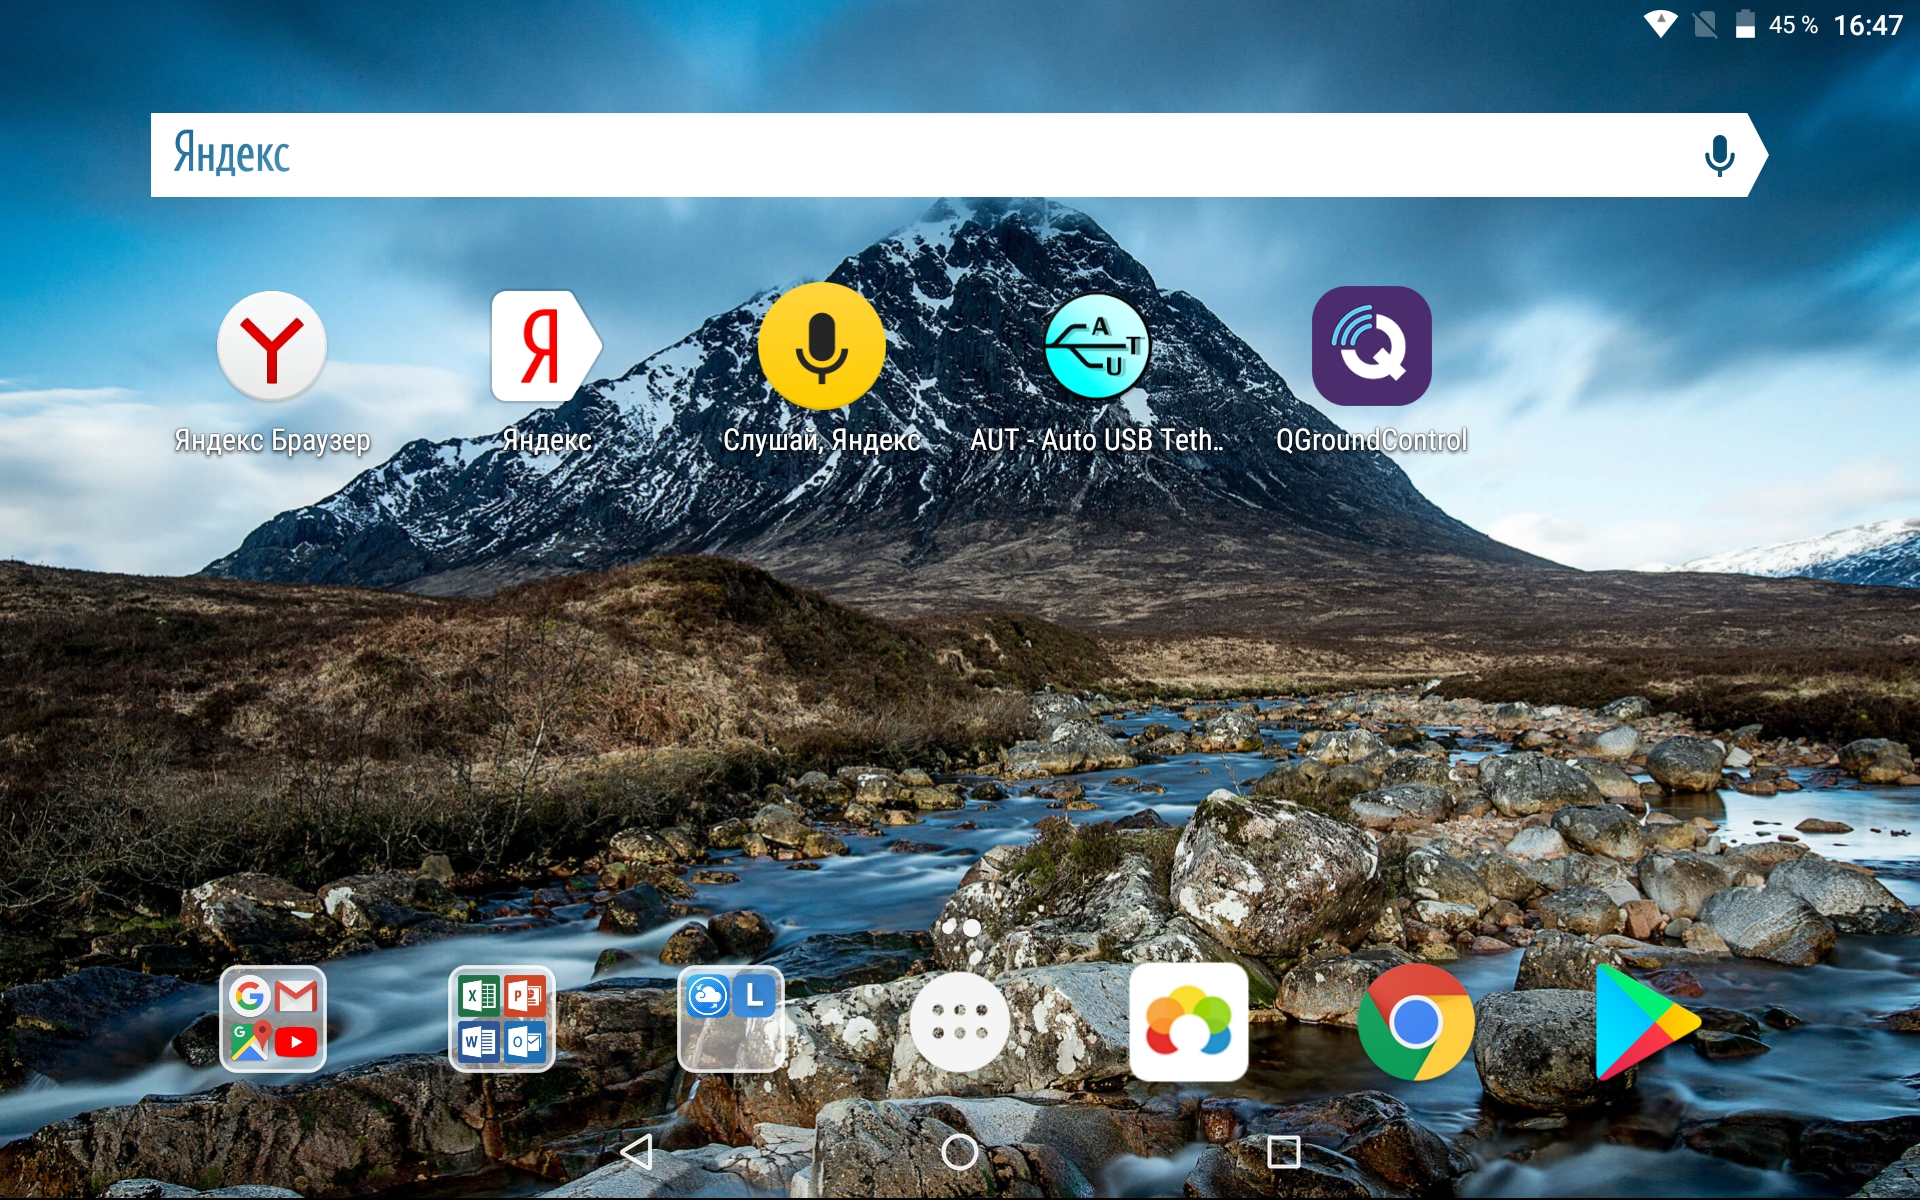 45 % 16:47
Яндекс
Яндекс Браузер
Яндекс
Слушай, Яндекс
AUT - Auto USB Teth..
QGroundControl